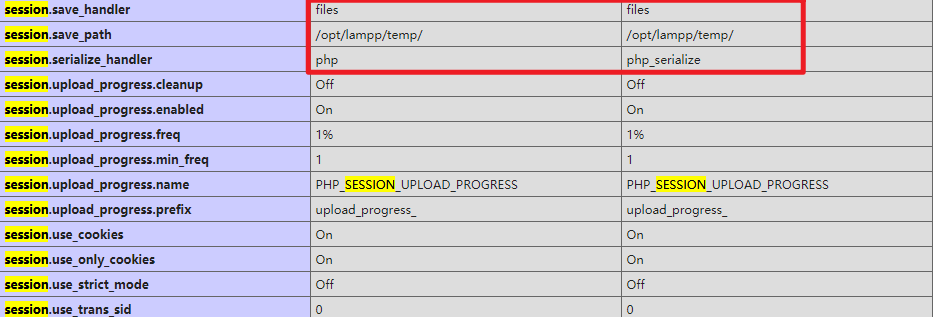 session.save_handler files files
session.save_path /opt/lampp/temp/ /opt/lampp/temp/
session.serialize_handler php php_serialize
session.upload_progress.cleanup Off Off
session.upload_progress.enabled On On
session.upload_progress.freq 1% 1%
session.upload_progress.min_freq 1 1
session.upload_progress.name PHP_SESSION_UPLOAD_PROGRESS PHP_SESSION_UPLOAD_PROGRESS
session.upload_progress.prefix upload_progress_ upload_progress_
session.use_cookies On On
session.use_only_cookies On On
session.use_strict_mode Off Off
session.use_trans_sid 0 0